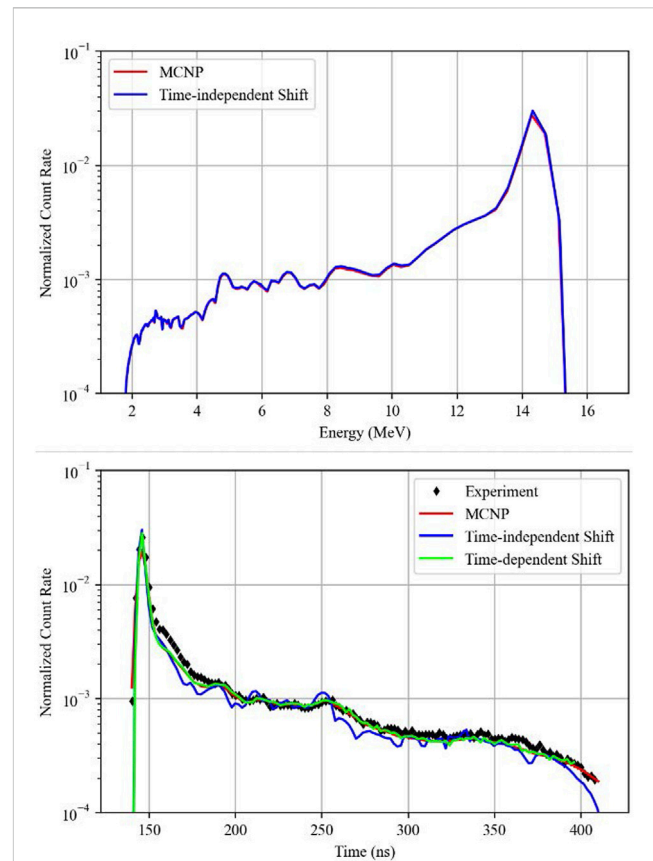 10⁻¹
MCNP
Time-independent Shift
10⁻²
Normalized Count Rate
10⁻³
10⁻⁴
2 4 6 8 10 12 14 16
Energy (MeV)
10⁻¹
Experiment
MCNP
Time-independent Shift
Time-dependent Shift
10⁻²
Normalized Count Rate
10⁻³
10⁻⁴
150 200 250 300 350 400
Time (ns)